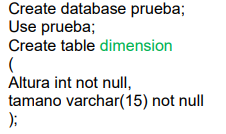 Create database prueba;
Use prueba;
Create table dimension
(
Altura int not null,
tamano varchar(15) not null
);